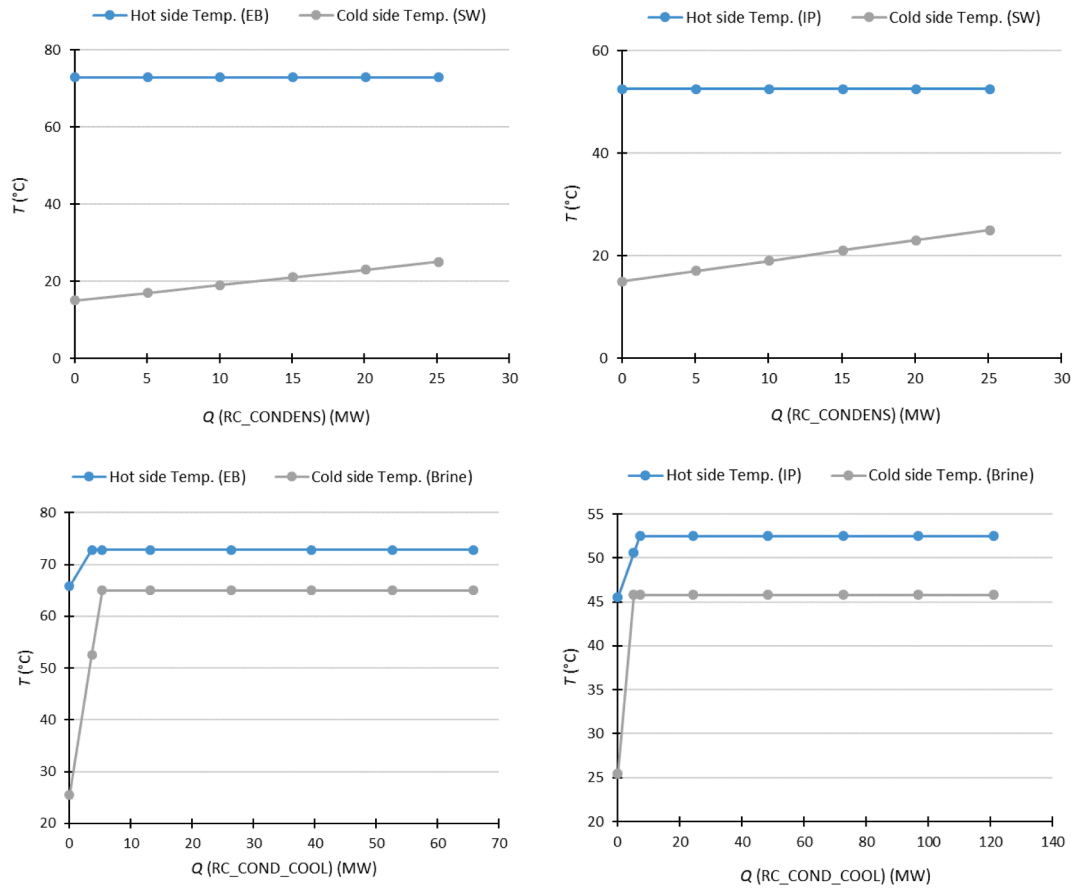 Hot side Temp. (EB) Cold side Temp. (SW)
80
60
40
20
0
T (°C)
0 5 10 15 20 25 30
Q (RC_CONDENS) (MW)
Hot side Temp. (IP) Cold side Temp. (SW)
60
40
20
0
T (°C)
0 5 10 15 20 25 30
Q (RC_CONDENS) (MW)
Hot side Temp. (EB) Cold side Temp. (Brine)
80
70
60
50
40
30
20
T (°C)
0 10 20 30 40 50 60 70
Q (RC_COND_COOL) (MW)
Hot side Temp. (IP) Cold side Temp. (Brine)
55
50
45
40
35
30
25
20
T (°C)
0 20 40 60 80 100 120 140
Q (RC_COND_COOL) (MW)